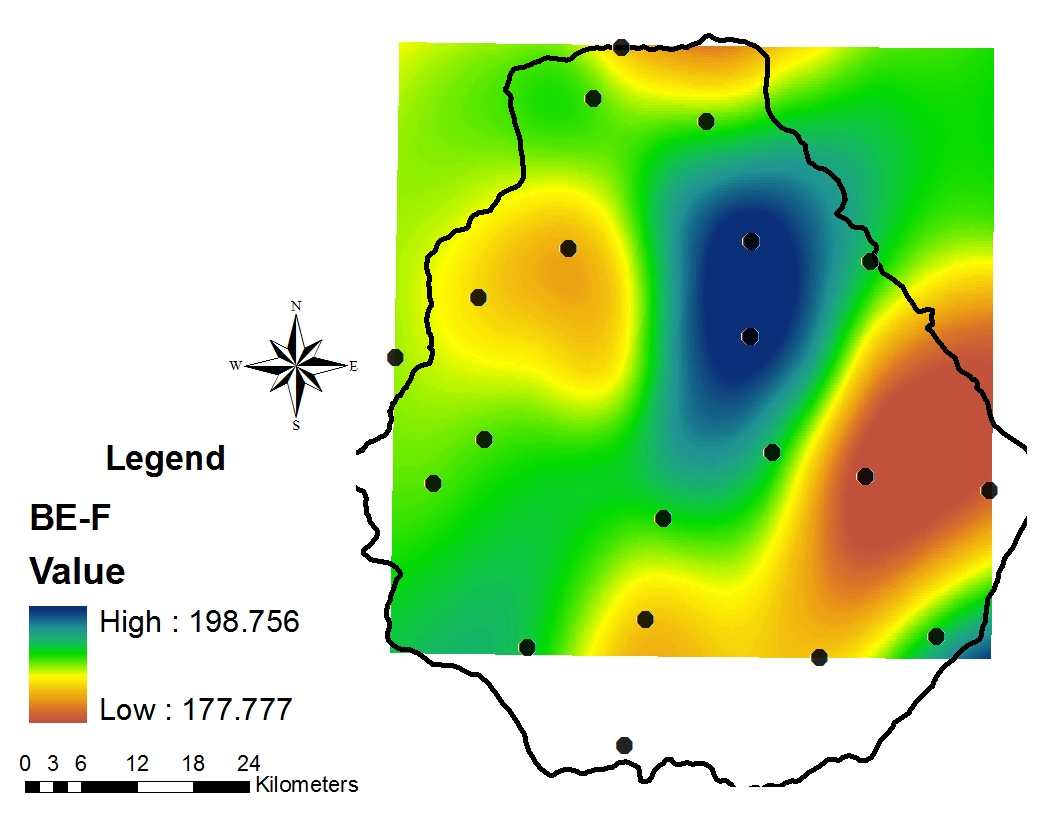 N
W E
S
Legend
BE-F
Value
High : 198.756
Low : 177.777
0 3 6 12 18 24
Kilometers